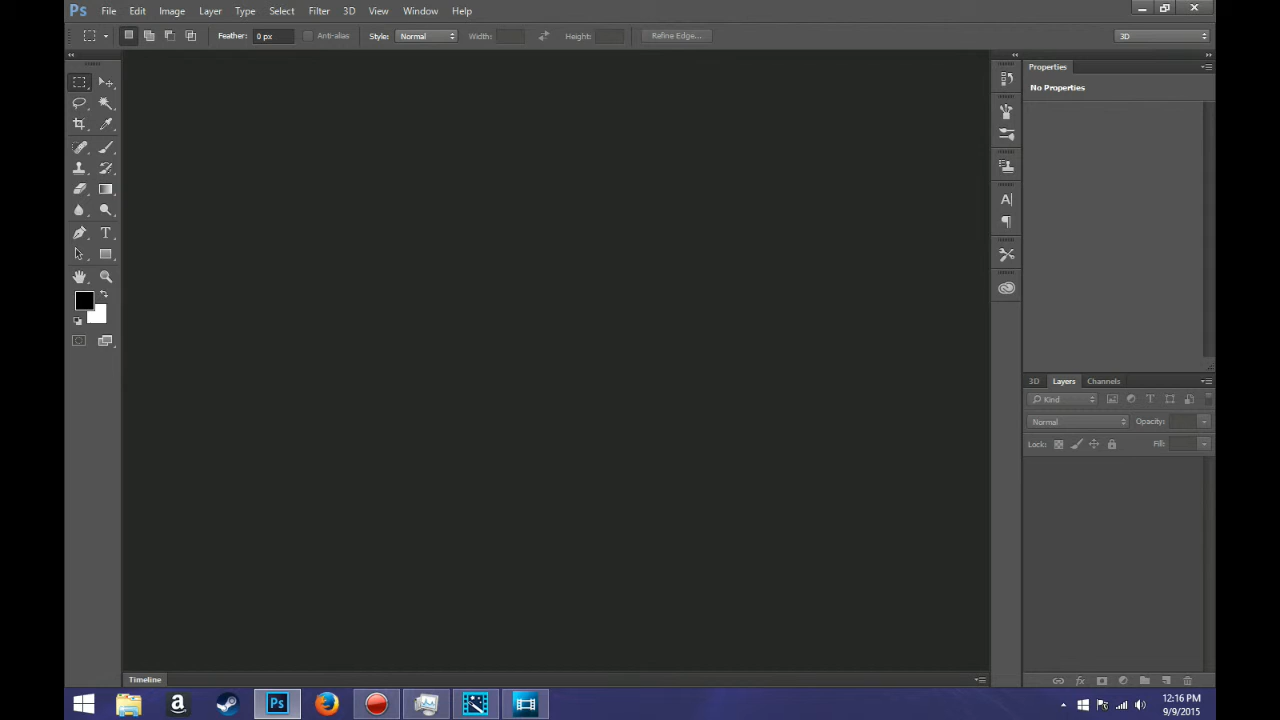 Ps File Edit Image Layer Type Select Filter 3D View Window Help
Feather: 0 px Anti-alias Style: Normal Width: Height: Refine Edge... 3D
Properties
No Properties
3D Layers Channels
Kind
Normal Opacity:
Lock: Fill:
Timeline
Ps
12:16 PM
9/9/2015